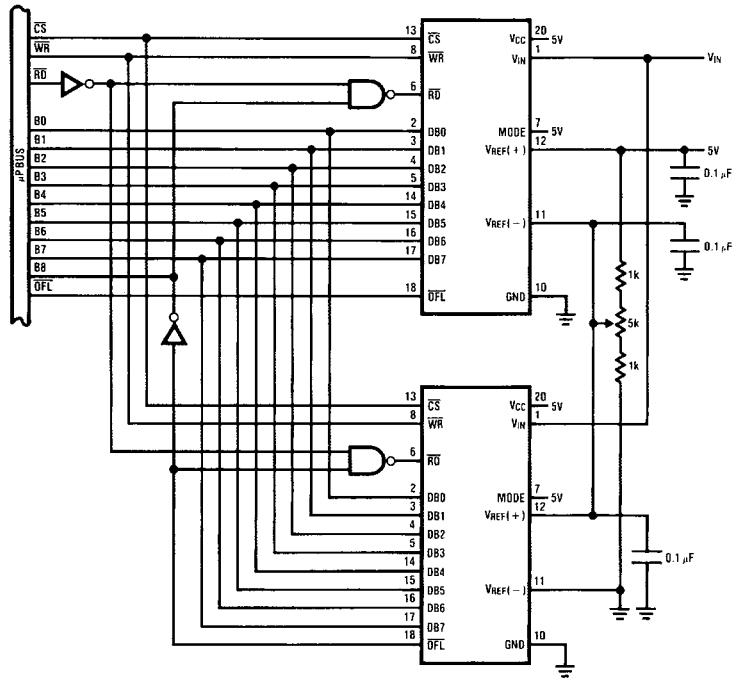 CS 13 CS VCC 20 5V
WR 8 WR VIN 1 VIN
RD 6 RD
B0 2 DB0 MODE 7 5V
B1 3 DB1 VREF(+) 12 5V
B2 4 DB2 0.1 µF
B3 5 DB3
B4 14 DB4
B5 15 DB5 VREF(−) 11
B6 16 DB6 0.1 µF
B7 17 DB7
B8 1k
OFL 18 OFL GND 10
µPBUS
5k
1k
13 CS VCC 20 5V
8 WR VIN 1
6 RD
2 DB0 MODE 7 5V
3 DB1 VREF(+) 12
4 DB2
5 DB3 0.1 µF
14 DB4
15 DB5 VREF(−) 11
16 DB6
17 DB7
18 OFL GND 10